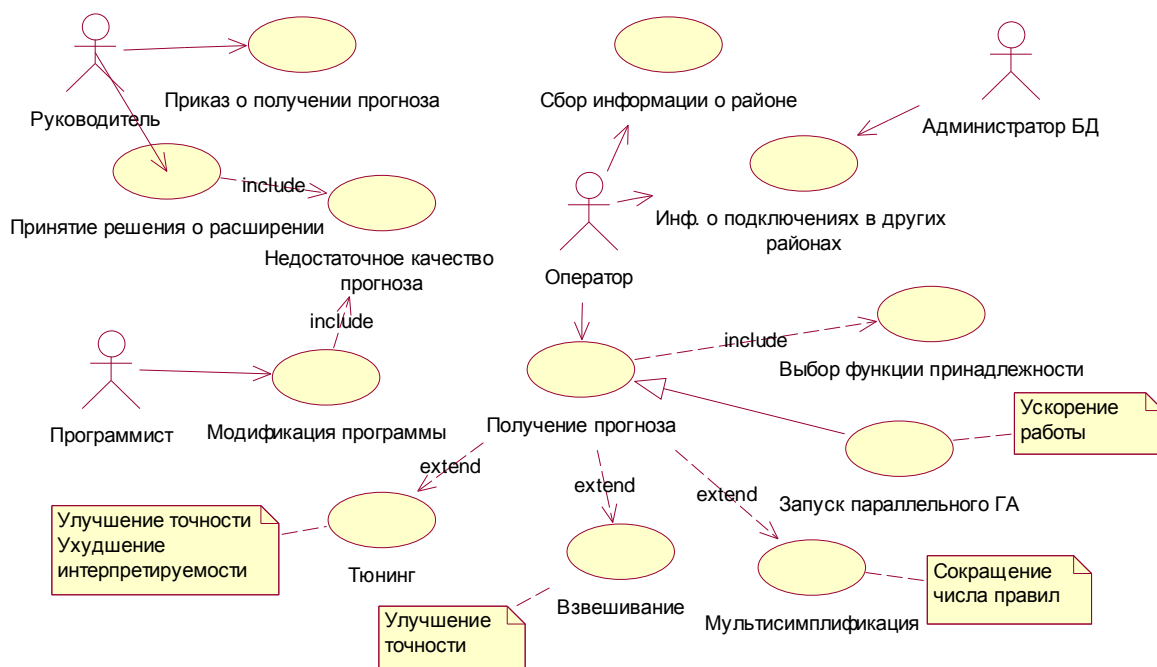 Приказ о получении прогноза
Руководитель
Сбор информации о районе
Администратор БД
include
Принятие решения о расширении
Недостаточное качество
прогноза
Инф. о подключениях в других
районах
Оператор
include
Программист
Модификация программы
include
Выбор функции принадлежности
Получение прогноза
Ускорение
работы
Запуск параллельного ГА
extend
extend
extend
Улучшение точности
Ухудшение
интерпретируемости
Тюнинг
Взвешивание
Улучшение
точности
Мультисимплификация
Сокращение
числа правил